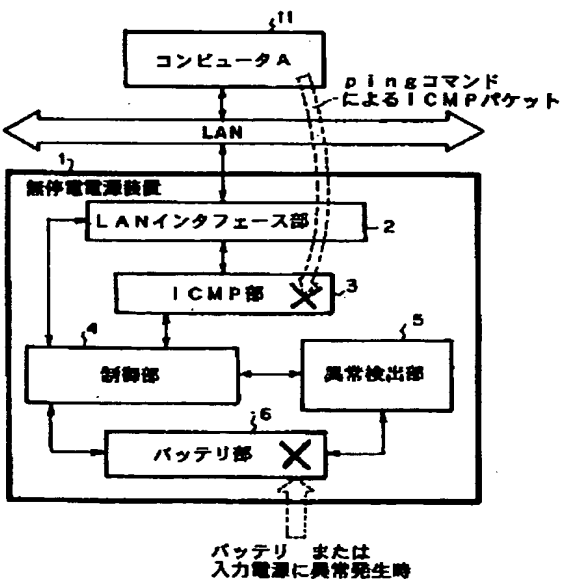 11
コンピュータA
pingコマンド
によるICMPパケット
LAN
1
無停電電源装置
LANインタフェース部
2
ICMP部
3
4
5
制御部
異常検出部
6
バッテリ部
バッテリ または
入力電源に異常発生時